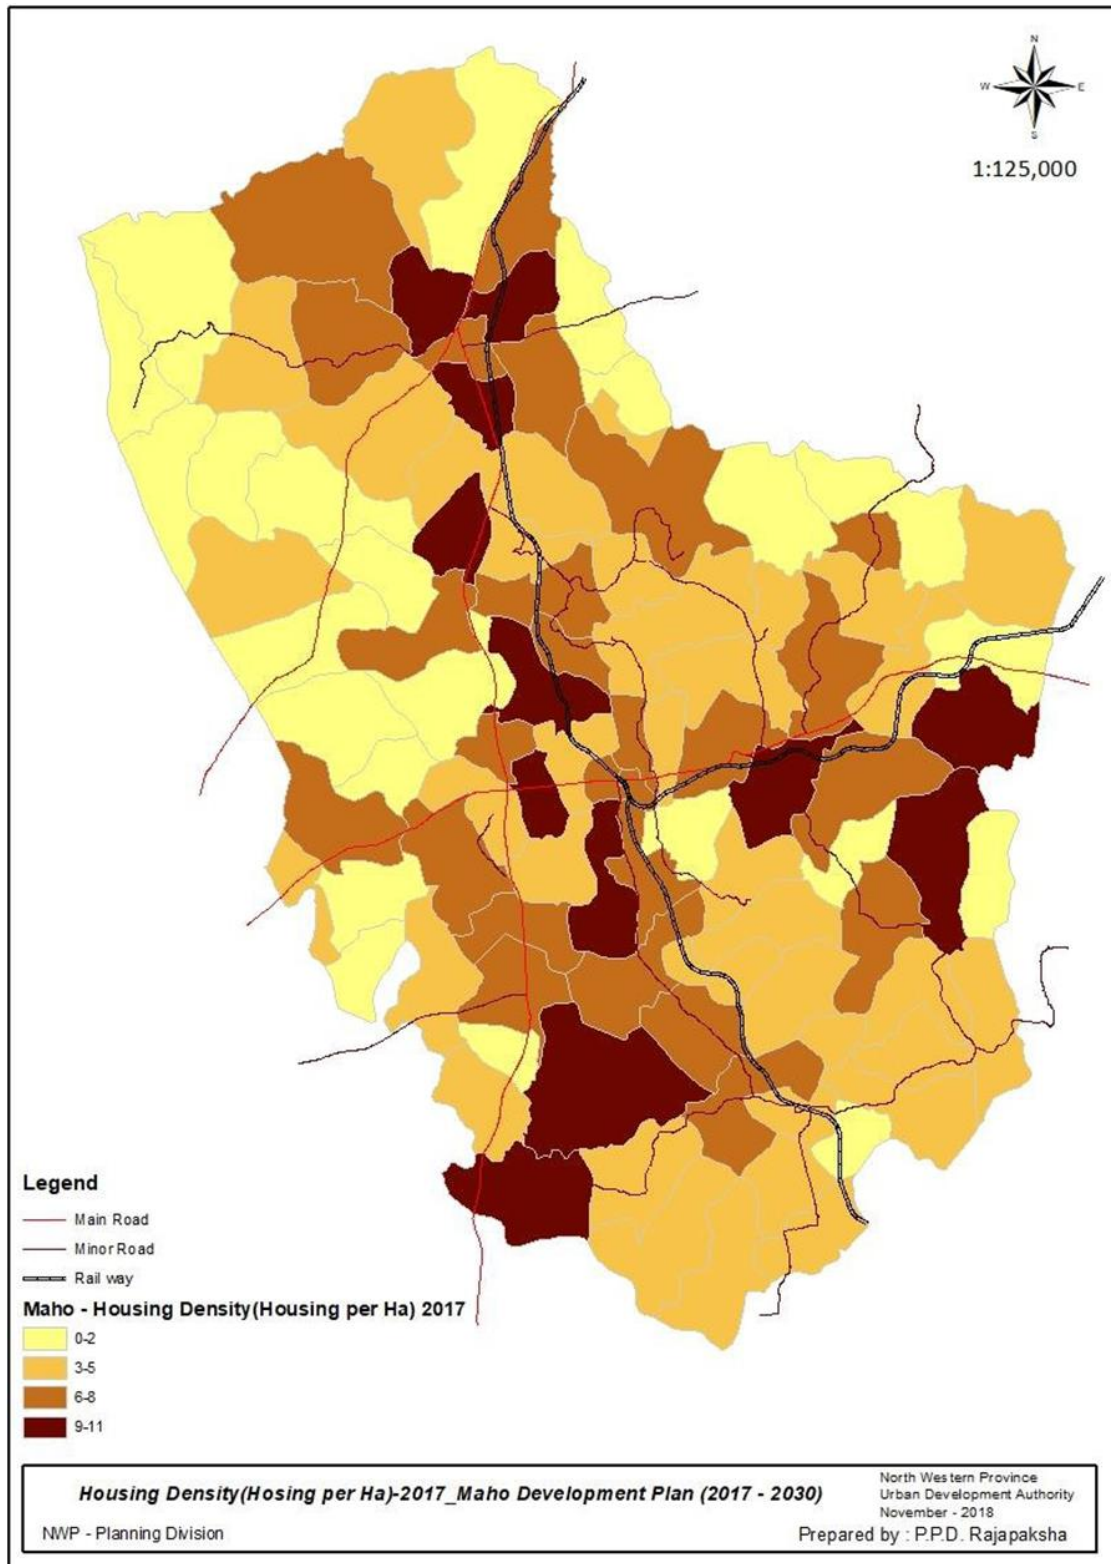 N
W
E
S
1:125,000
Legend
Main Road
Minor Road
Rail way
Maho - Housing Density(Housing per Ha) 2017
0-2
3-5
6-8
9-11
Housing Density(Hosing per Ha)-2017_Maho Development Plan (2017 - 2030)
NWP - Planning Division
North Western Province
Urban Development Authority
November - 2018
Prepared by : P.P.D. Rajapaksha